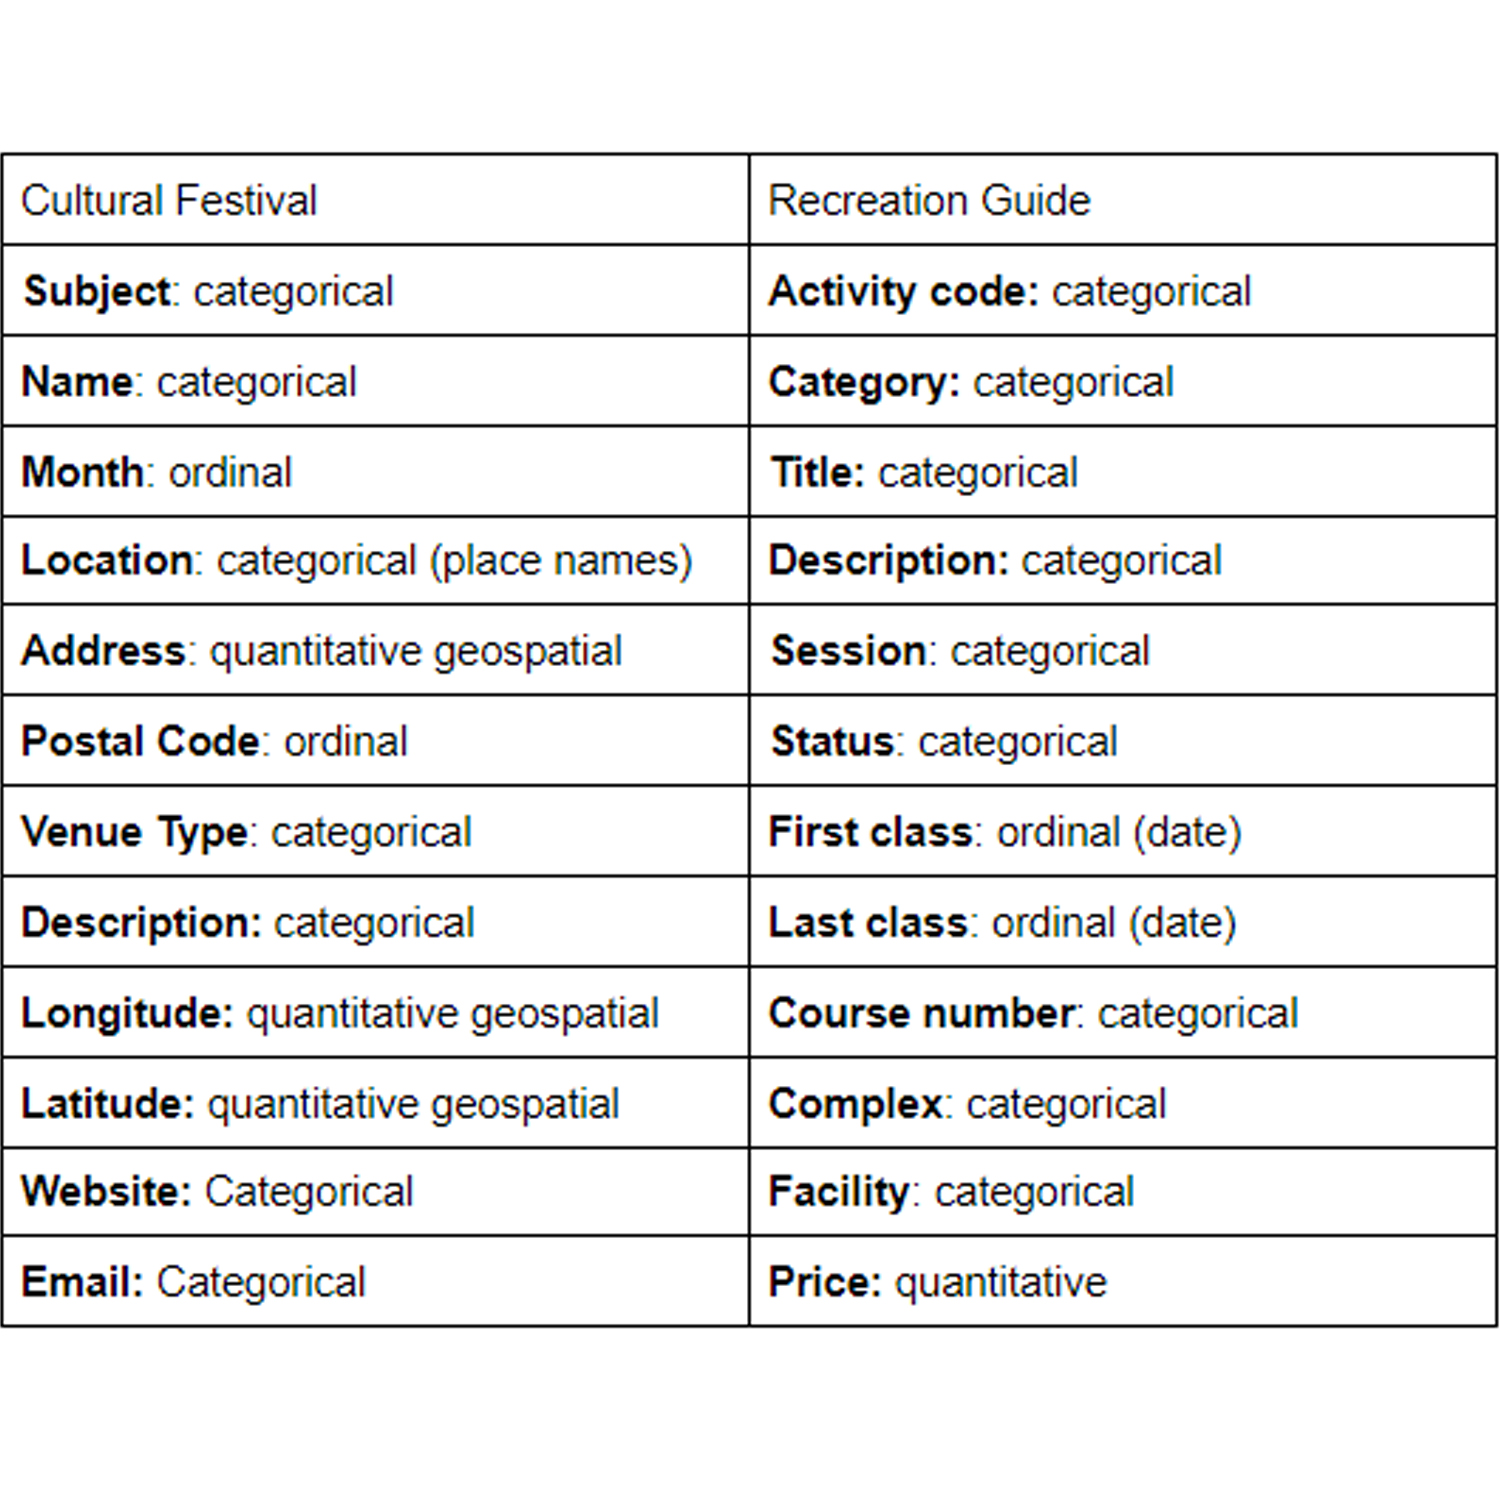 Cultural Festival
Recreation Guide
Subject: categorical
Activity code: categorical
Name: categorical
Category: categorical
Month: ordinal
Title: categorical
Location: categorical (place names)
Description: categorical
Address: quantitative geospatial
Session: categorical
Postal Code: ordinal
Status: categorical
Venue Type: categorical
First class: ordinal (date)
Description: categorical
Last class: ordinal (date)
Longitude: quantitative geospatial
Course number: categorical
Latitude: quantitative geospatial
Complex: categorical
Website: Categorical
Facility: categorical
Email: Categorical
Price: quantitative